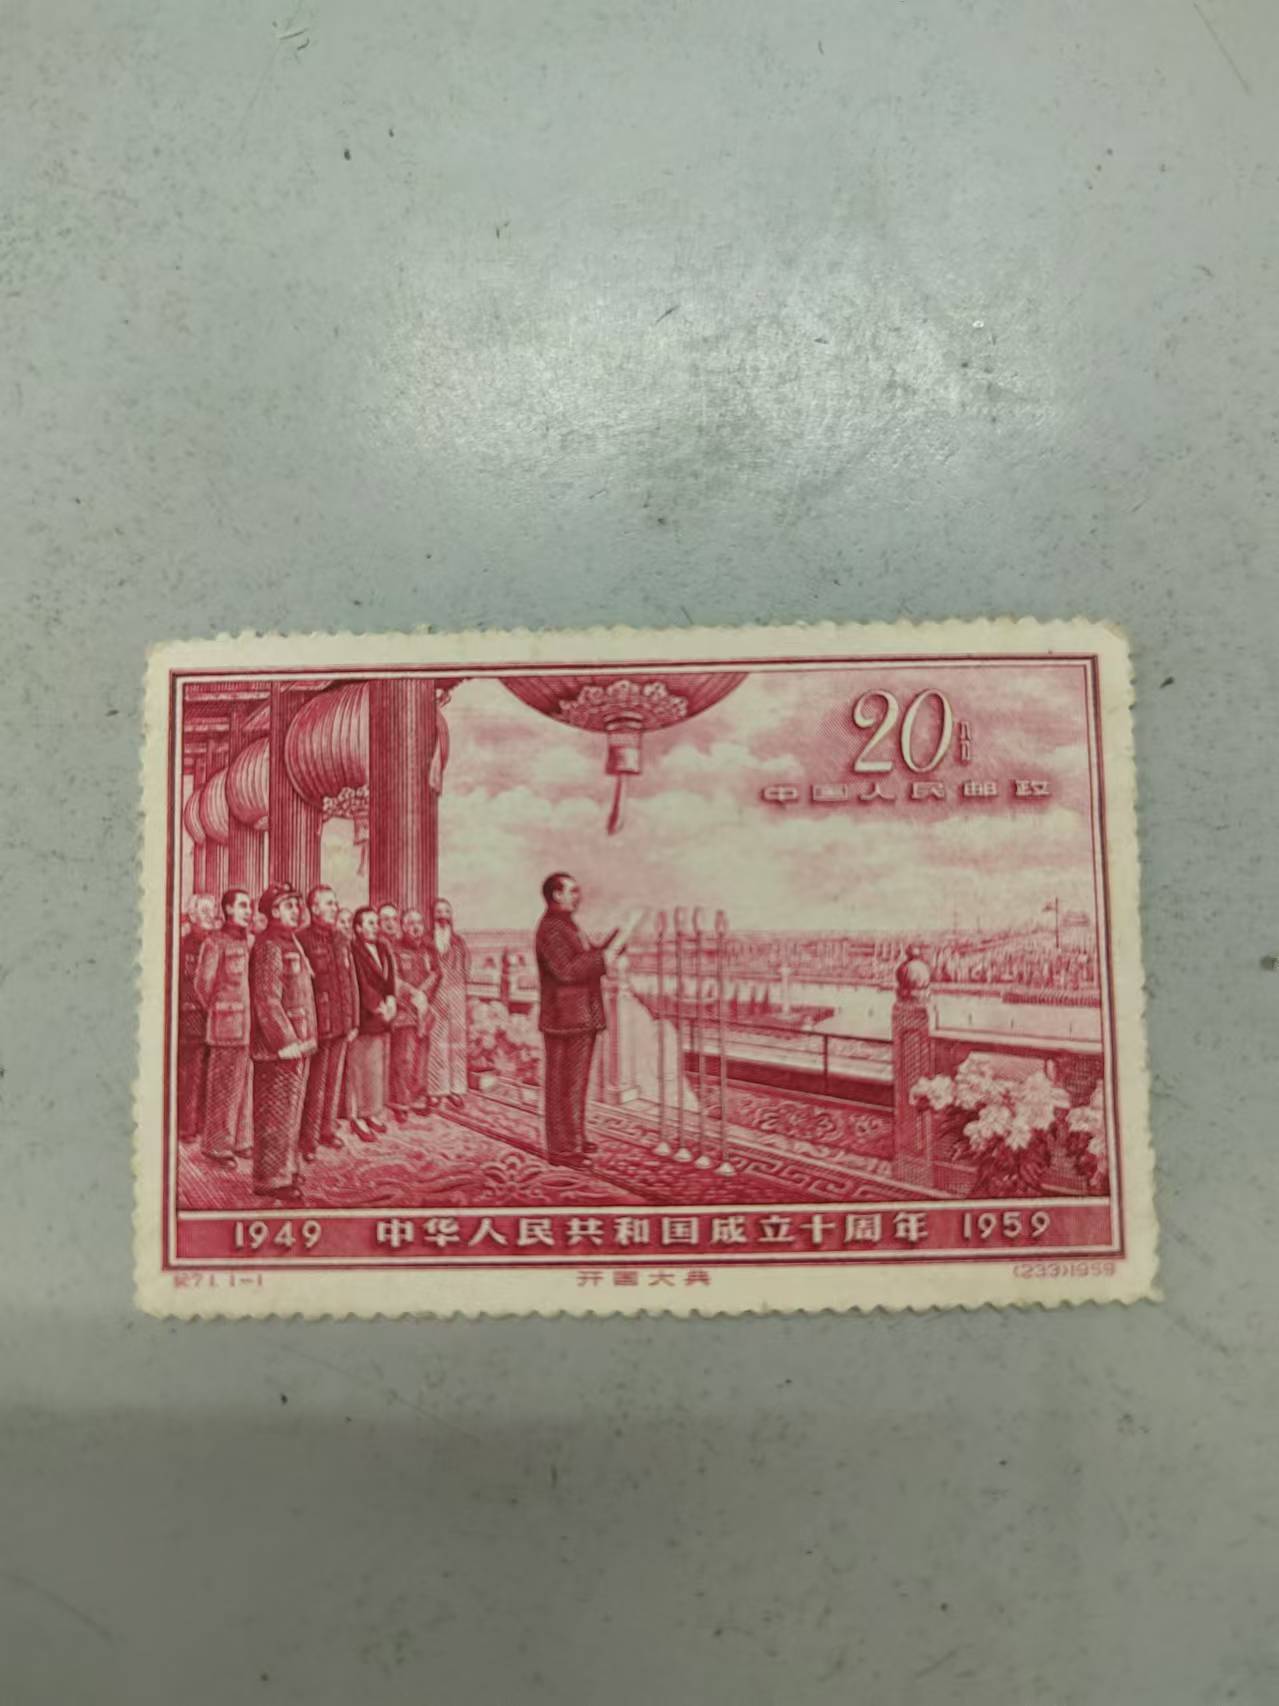 20分
中国人民邮政
1949 中华人民共和国成立十周年 1959
纪71.1-1 开国大典 (233)1959